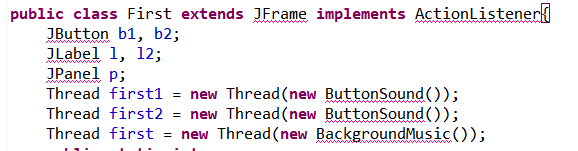 public class First extends JFrame implements ActionListener{
JButton b1, b2;
JLabel l, l2;
JPanel p;
Thread first1 = new Thread(new ButtonSound());
Thread first2 = new Thread(new ButtonSound());
Thread first = new Thread(new BackgroundMusic());